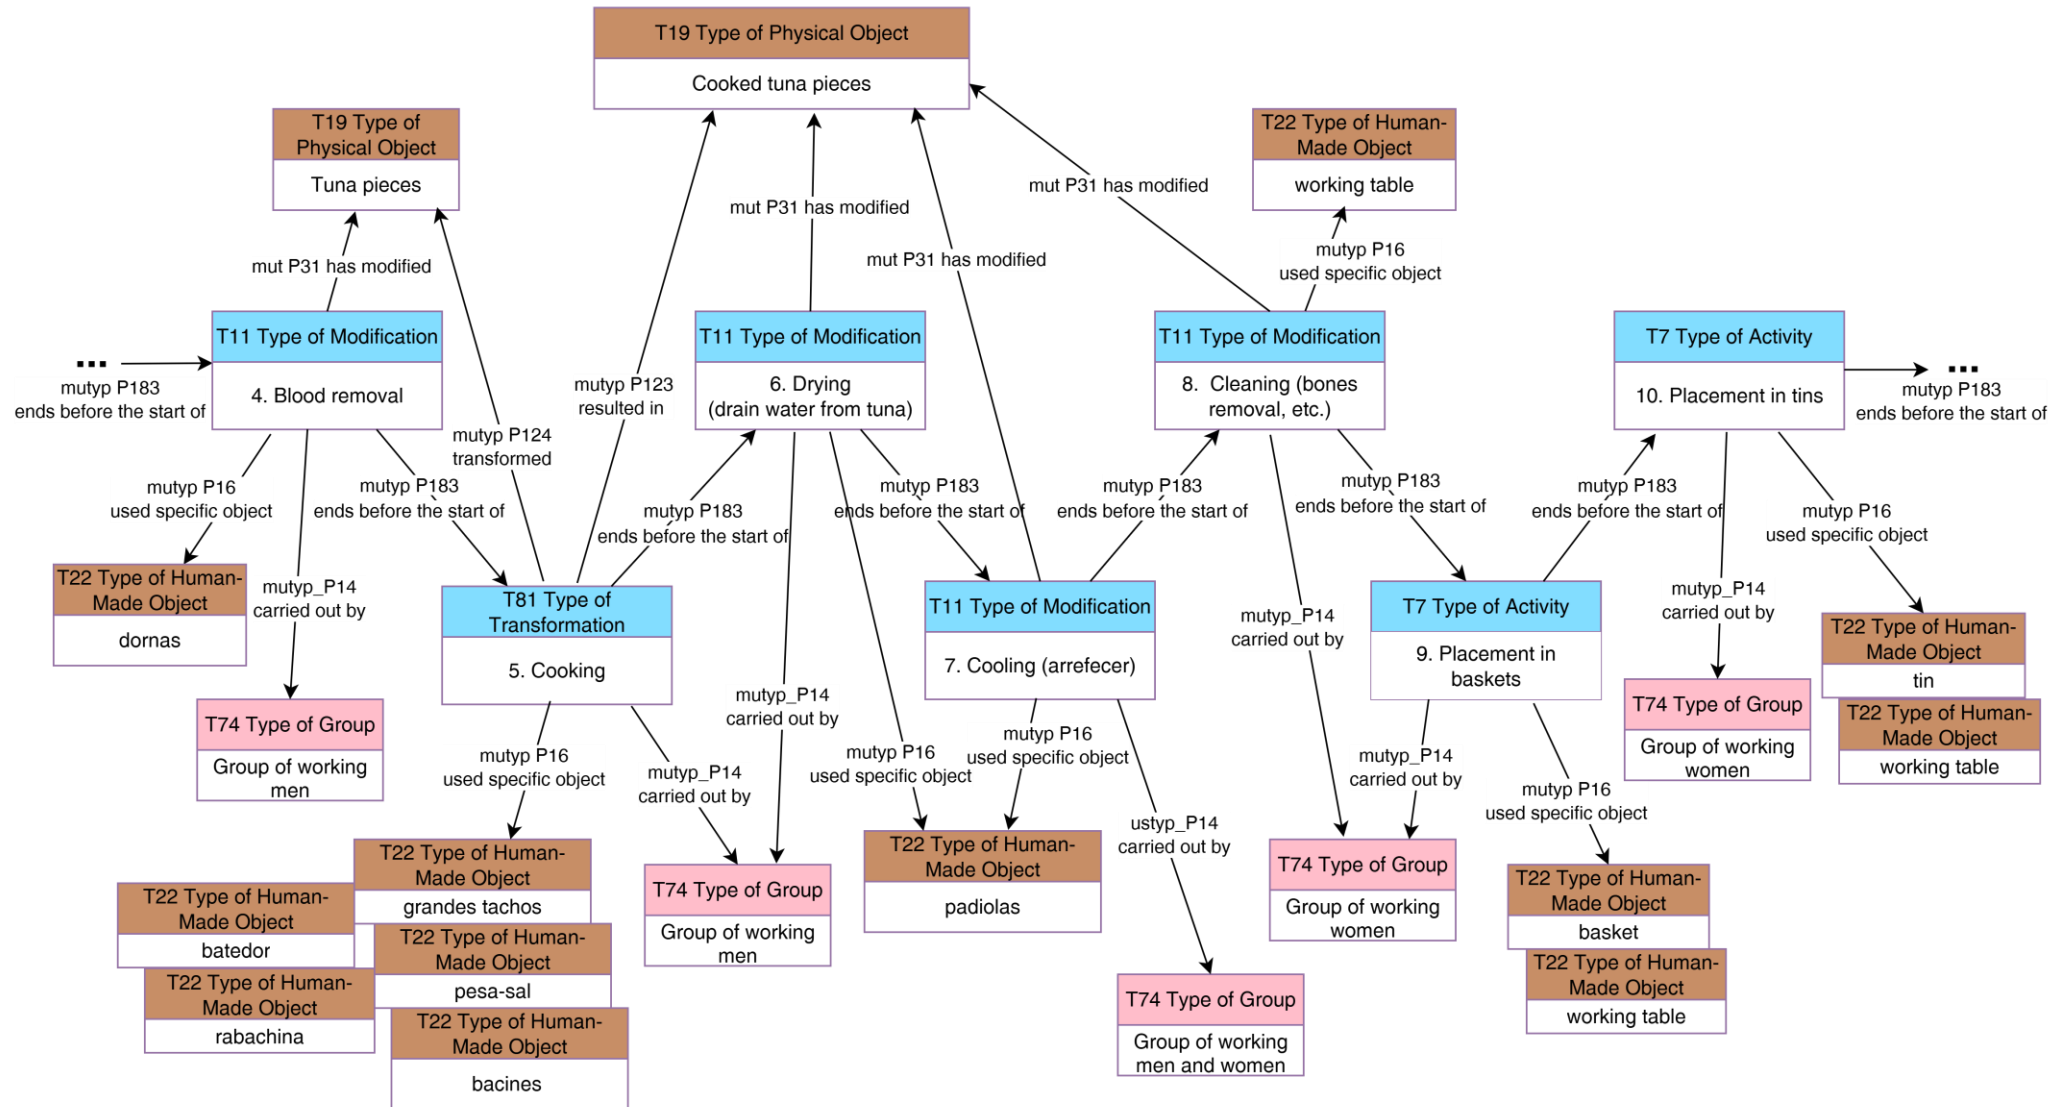 T19 Type of Physical Object
Cooked tuna pieces
T19 Type of
Physical Object
Tuna pieces
T22 Type of Human-
Made Object
working table
mut P31 has modified
mut P31 has modified
mut P31 has modified
mut P31 has modified
mutyp P16
used specific object
...
mutyp P183
ends before the start of
T11 Type of Modification
4. Blood removal
mutyp P124
transformed
mutyp P123
resulted in
T11 Type of Modification
6. Drying
(drain water from tuna)
T11 Type of Modification
8. Cleaning (bones
removal, etc.)
T7 Type of Activity
10. Placement in tins
...
mutyp P183
ends before the start of
mutyp P16
used specific object
mutyp P183
ends before the start of
mutyp P183
ends before the start of
mutyp P183
ends before the start of
mutyp P183
ends before the start of
mutyp P183
ends before the start of
mutyp P183
ends before the start of
mutyp P16
used specific object
T22 Type of Human-
Made Object
dornas
mutyp_P14
carried out by
T81 Type of
Transformation
5. Cooking
T11 Type of Modification
7. Cooling (arrefecer)
mutyp_P14
carried out by
T7 Type of Activity
9. Placement in
baskets
mutyp_P14
carried out by
T22 Type of Human-
Made Object
tin
T22 Type of Human-
Made Object
working table
T74 Type of Group
Group of working
men
mutyp P16
used specific object
mutyp_P14
carried out by
mutyp_P14
carried out by
mutyp P16
used specific object
mutyp P16
used specific object
ustyp_P14
carried out by
mutyp_P14
carried out by
mutyp P16
used specific object
T74 Type of Group
Group of working
women
T22 Type of Human-
Made Object
grandes tachos
T22 Type of Human-
Made Object
batedor
T22 Type of Human-
Made Object
pesa-sal
T22 Type of Human-
Made Object
rabachina
T22 Type of Human-
Made Object
bacines
T74 Type of Group
Group of working
men
T22 Type of Human-
Made Object
padiolas
T74 Type of Group
Group of working
men and women
T74 Type of Group
Group of working
women
T22 Type of Human-
Made Object
basket
T22 Type of Human-
Made Object
working table